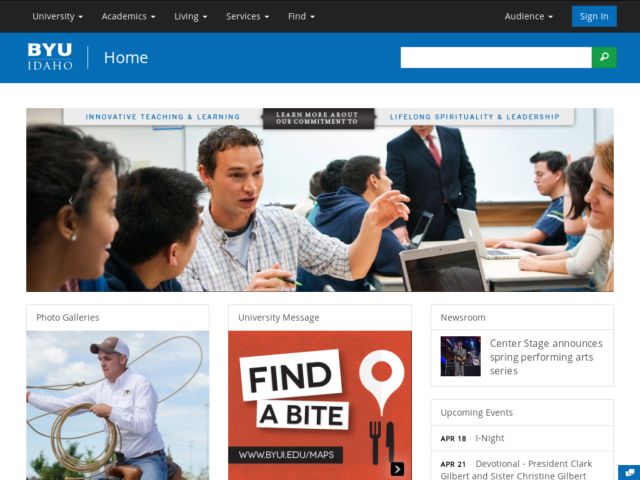 University Academics Living Services Find Audience Sign In
BYU
IDAHO
Home
INNOVATIVE TEACHING & LEARNING
LEARN MORE ABOUT
OUR COMMITMENT TO
LIFELONG SPIRITUALITY & LEADERSHIP
Photo Galleries
University Message
FIND
A BITE
WWW.BYUI.EDU/MAPS
Newsroom
Center Stage announces
spring performing arts
series
Upcoming Events
APR 18 I-Night
APR 21 Devotional - President Clark
Gilbert and Sister Christine Gilbert